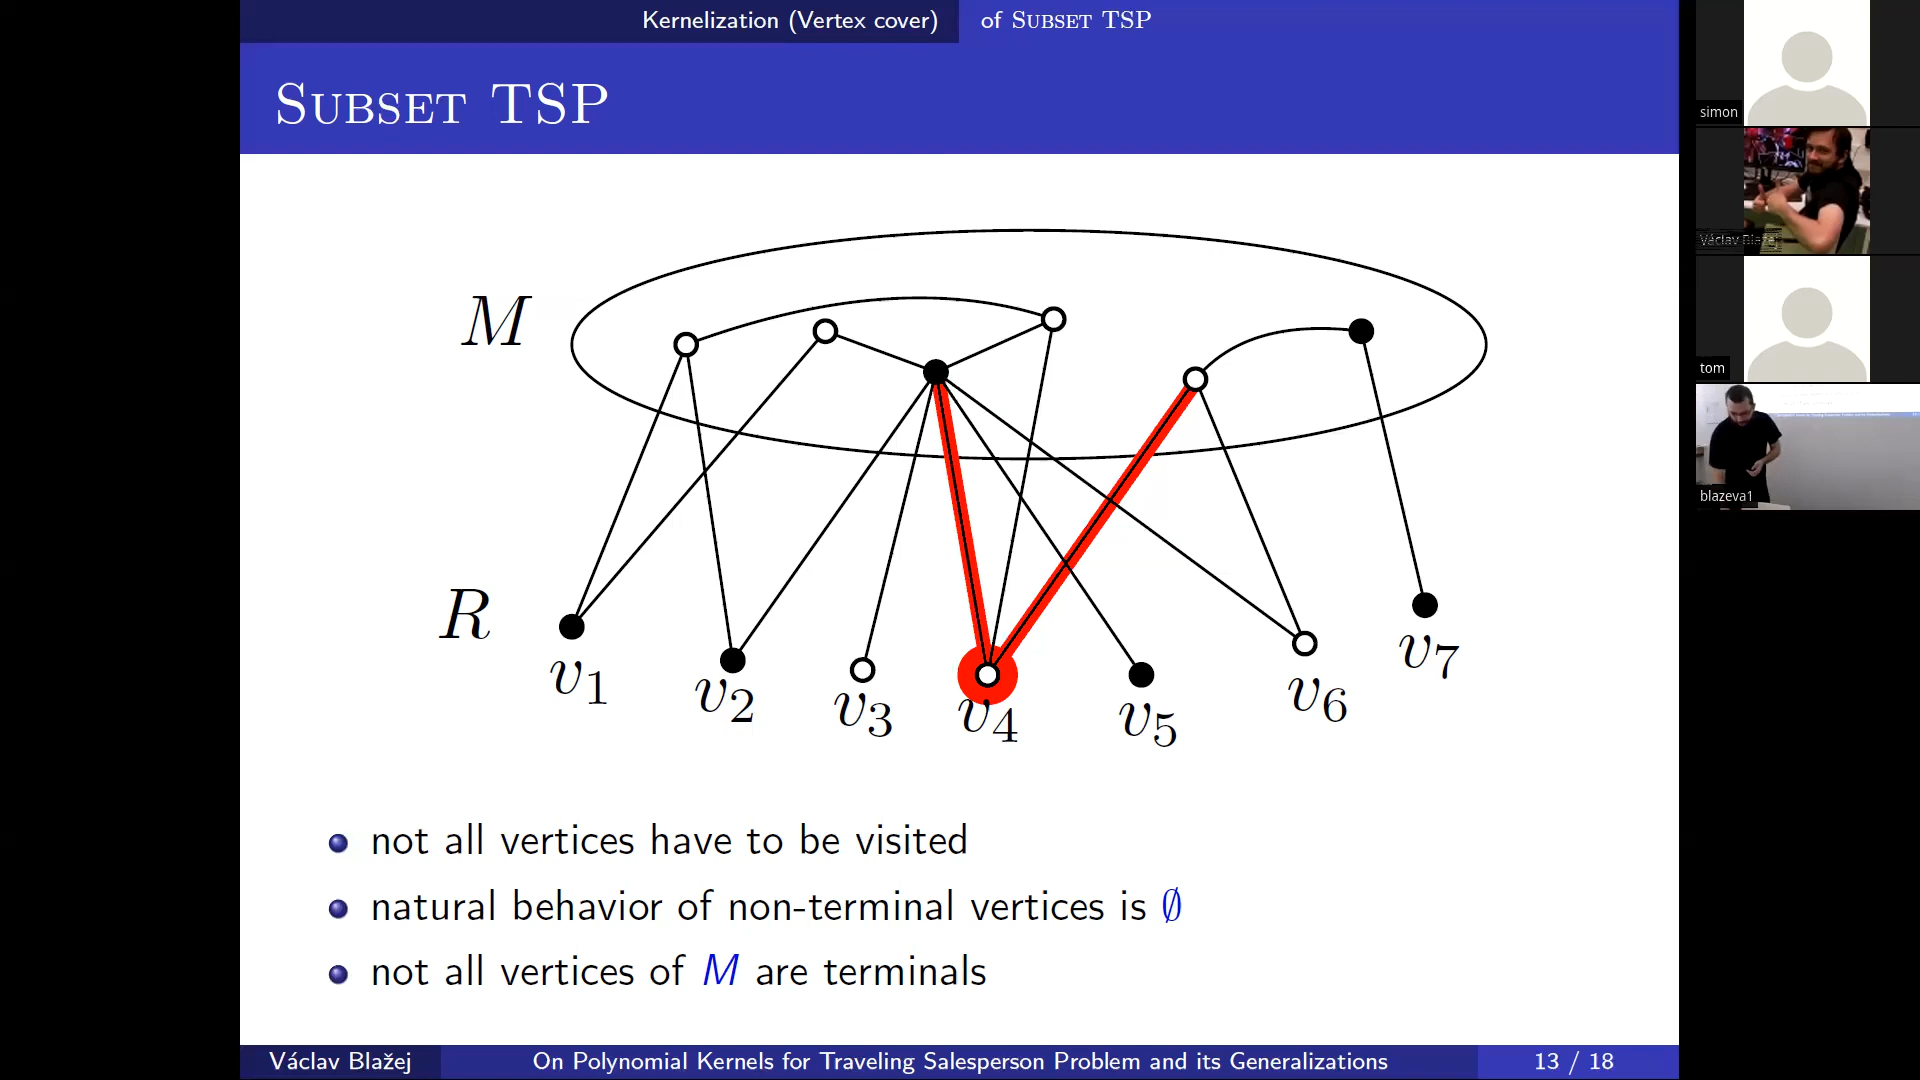 Kernelization (Vertex cover) of Subset TSP
Subset TSP
M
R
v1 v2 v3 v4 v5 v6 v7
not all vertices have to be visited
natural behavior of non-terminal vertices is ∅
not all vertices of M are terminals
Václav Blažej On Polynomial Kernels for Traveling Salesperson Problem and its Generalizations 13 / 18
simon
Václav Blažej
tom
blazeva1